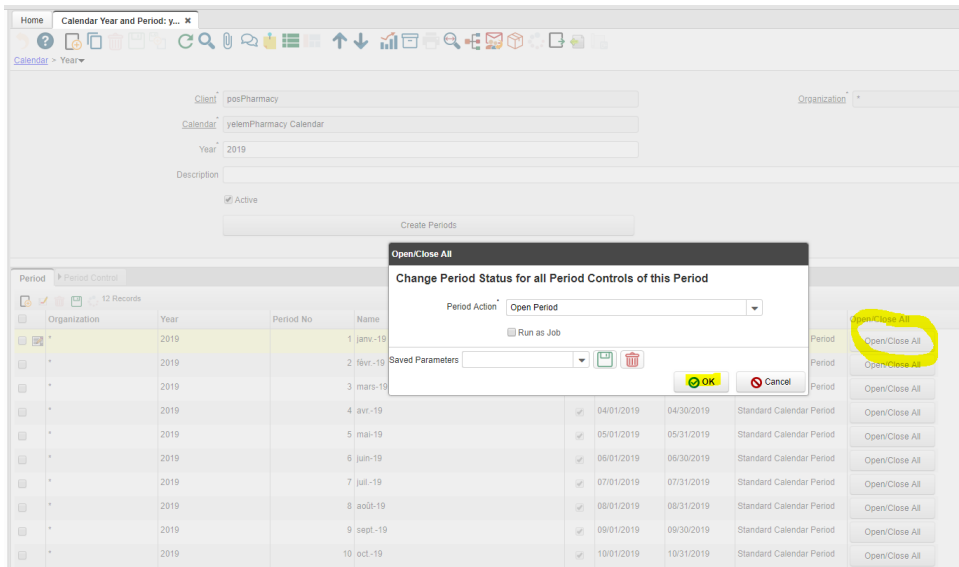 Home Calendar Year and Period: y... ×
Calendar > Year
Client posPharmacy Organization *
Calendar yelemPharmacy Calendar
Year 2019
Description
Active
Create Periods
Open/Close All
Change Period Status for all Period Controls of this Period
Period Action Open Period
Run as Job
Saved Parameters
OK Cancel
Period Period Control
12 Records
Organization Year Period No Name Open/Close All
* 2019 1 janv.-19 Period Open/Close All
* 2019 2 févr.-19 Period Open/Close All
* 2019 3 mars-19 Period Open/Close All
* 2019 4 avr.-19 04/01/2019 04/30/2019 Standard Calendar Period Open/Close All
* 2019 5 mai-19 05/01/2019 05/31/2019 Standard Calendar Period Open/Close All
* 2019 6 juin-19 06/01/2019 06/30/2019 Standard Calendar Period Open/Close All
* 2019 7 juil.-19 07/01/2019 07/31/2019 Standard Calendar Period Open/Close All
* 2019 8 août-19 08/01/2019 08/31/2019 Standard Calendar Period Open/Close All
* 2019 9 sept.-19 09/01/2019 09/30/2019 Standard Calendar Period Open/Close All
* 2019 10 oct.-19 10/01/2019 10/31/2019 Standard Calendar Period Open/Close All